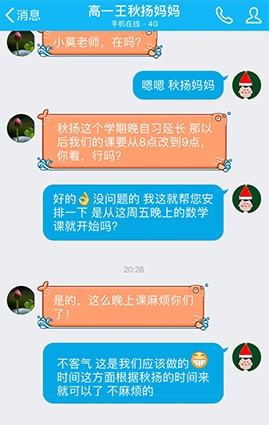 消息
高一王秋扬妈妈
手机在线 - 4G
小莫老师，在吗？
嗯嗯 秋扬妈妈
秋扬这个学期晚自习延长 那以
后我们的课要从8点改到9点，
你看，行吗？
好的👌没问题的 我这就帮您安
排一下 是从这周五晚上的数学
课就开始吗？
20:28
是的，这么晚上课麻烦你们
了！
不客气 这是我们应该做的😁
时间这方面根据秋扬的时间来
就可以了 不麻烦的